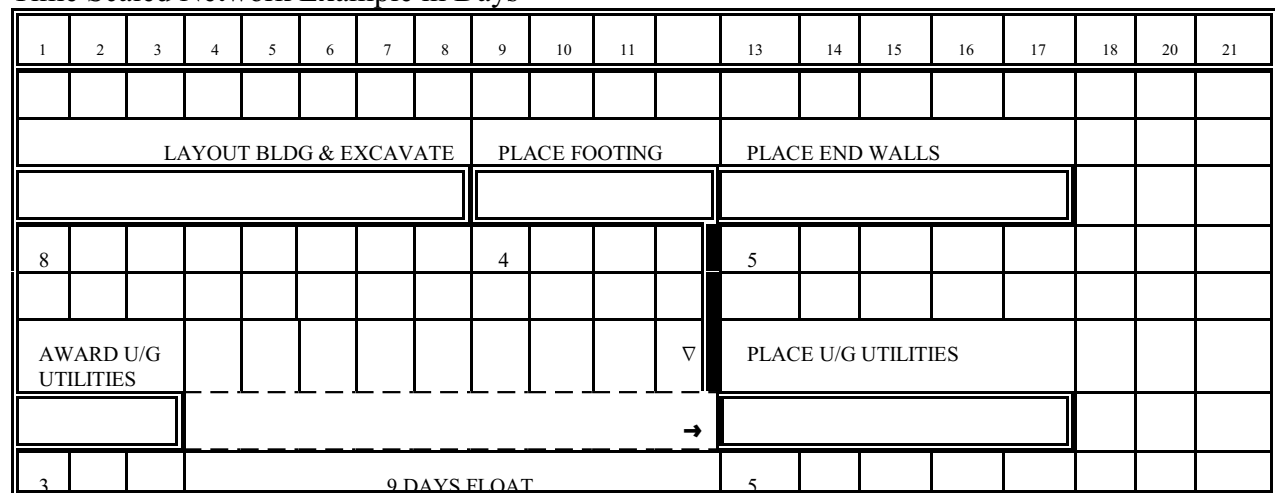 Time Scaled Network Example in Days
1 2 3 4 5 6 7 8 9 10 11 13 14 15 16 17 18 20 21
LAYOUT BLDG & EXCAVATE PLACE FOOTING PLACE END WALLS
8 4 5
AWARD U/G PLACE U/G UTILITIES
UTILITIES
3 9 DAYS FLOAT 5